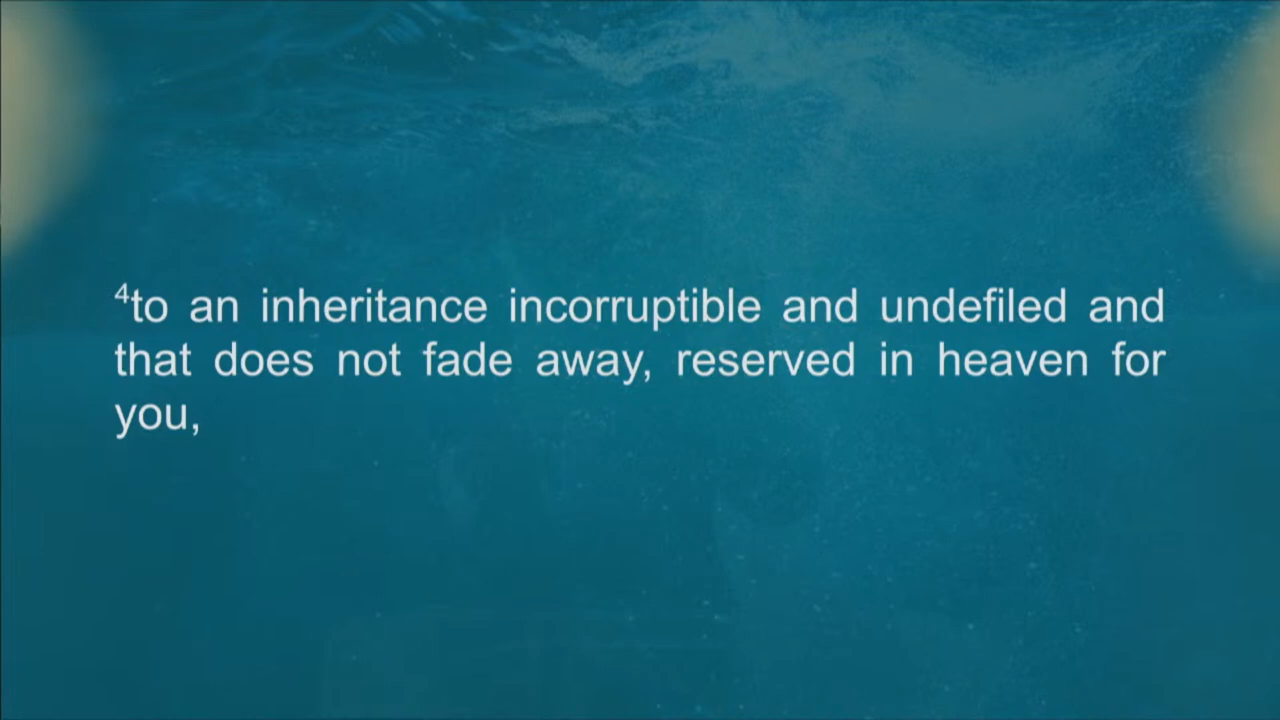 ⁴to an inheritance incorruptible and undefiled and
that does not fade away, reserved in heaven for
you,